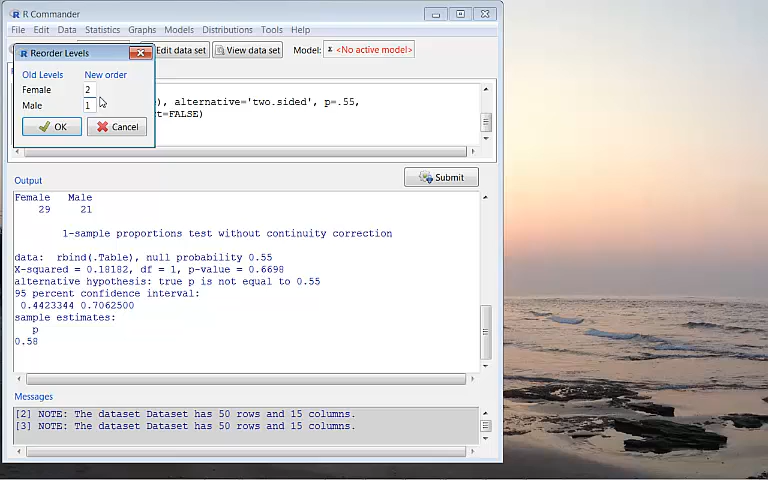 R Commander
File Edit Data Statistics Graphs Models Distributions Tools Help
Reorder Levels
Edit data set
View data set
Model:
<No active model>
Old Levels New order
Female 2
Male 1
OK
Cancel
), alternative='two.sided', p=.55,
t=FALSE)
Output
Submit
Female Male
29 21
1-sample proportions test without continuity correction
data: rbind(.Table), null probability 0.55
X-squared = 0.18182, df = 1, p-value = 0.6698
alternative hypothesis: true p is not equal to 0.55
95 percent confidence interval:
0.4423344 0.7062500
sample estimates:
p
0.58
Messages
[2] NOTE: The dataset Dataset has 50 rows and 15 columns.
[3] NOTE: The dataset Dataset has 50 rows and 15 columns.